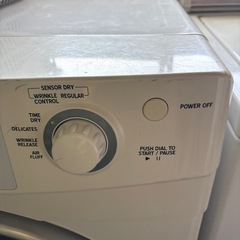 SENSOR DRY
WRINKLE REGULAR
CONTROL
TIME
DRY
DELICATES
WRINKLE
RELEASE
AIR
FLUFF
POWER OFF
PUSH DIAL TO
START / PAUSE